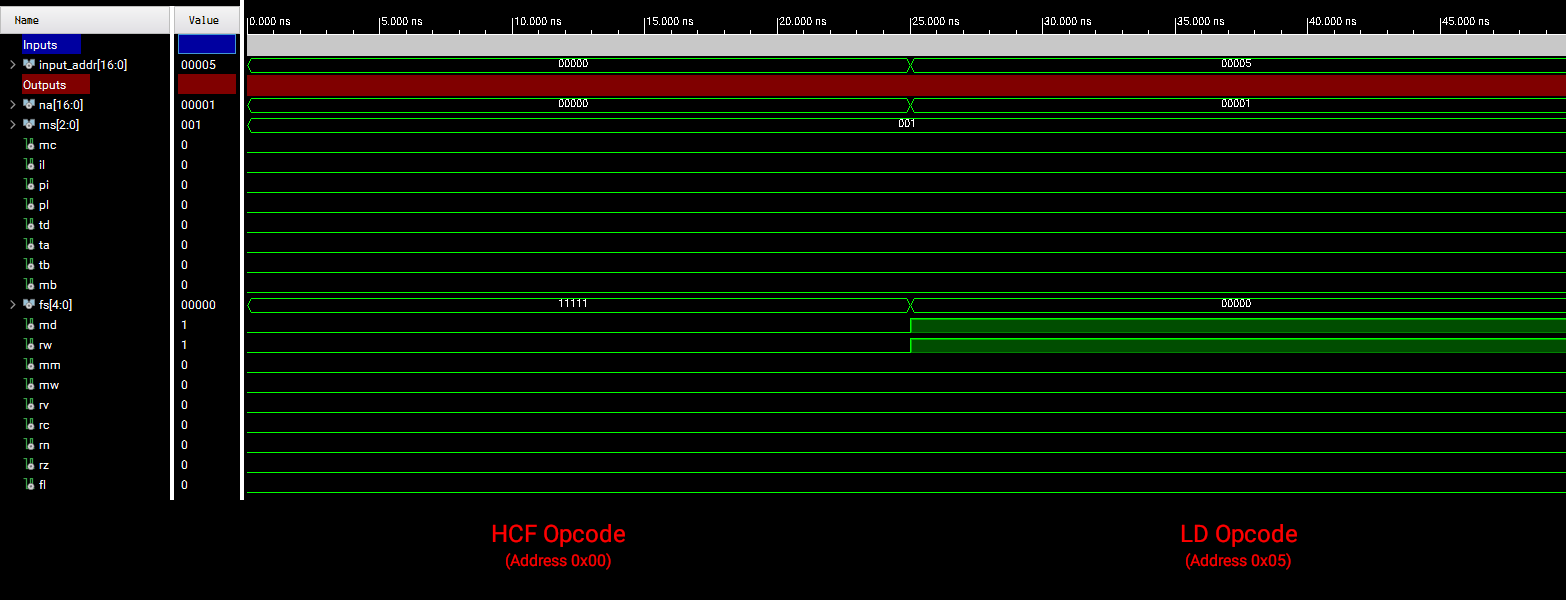 Name Value 0.000 ns 5.000 ns 10.000 ns 15.000 ns 20.000 ns 25.000 ns 30.000 ns 35.000 ns 40.000 ns 45.000 ns
Inputs
input_addr[16:0] 00005 00000 00005
Outputs
na[16:0] 00001 00000 00001
ms[2:0] 001 001
mc 0
il 0
pi 0
pl 0
td 0
ta 0
tb 0
mb 0
fs[4:0] 00000 11111 00000
md 1
rw 1
mm 0
mw 0
rv 0
rc 0
rn 0
rz 0
fl 0
HCF Opcode LD Opcode
(Address 0x00) (Address 0x05)